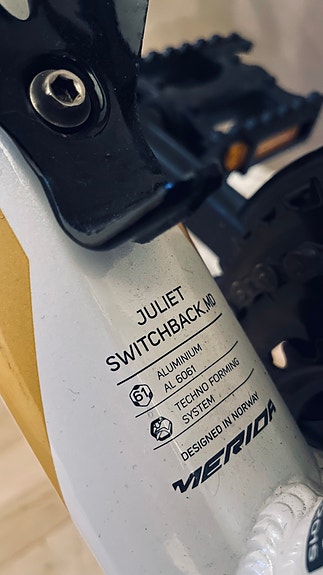 JULIET
SWITCHBACK.MD
61
ALUMINIUM
AL 6061
TECHNO FORMING
SYSTEM
DESIGNED IN NORWAY
MERIDA